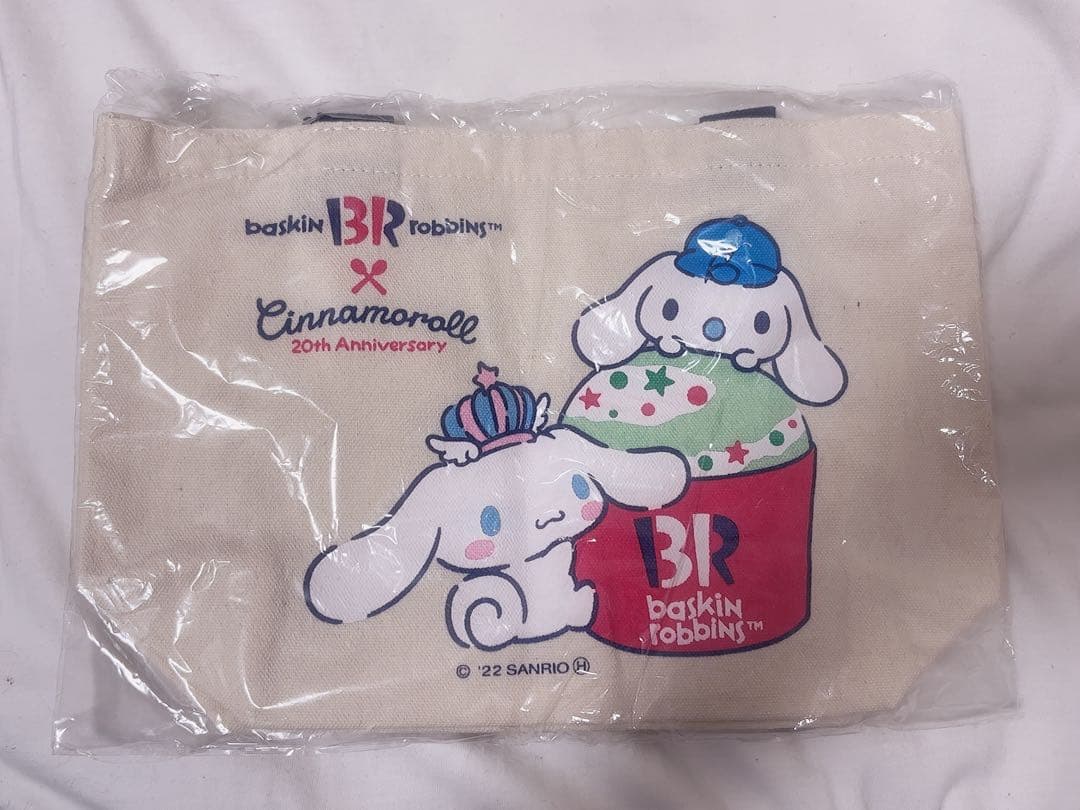 baskin BR robbins™
Cinnamoroll
20th Anniversary
b
BR
baskin
robbins™
© '22 SANRIO Ⓗ